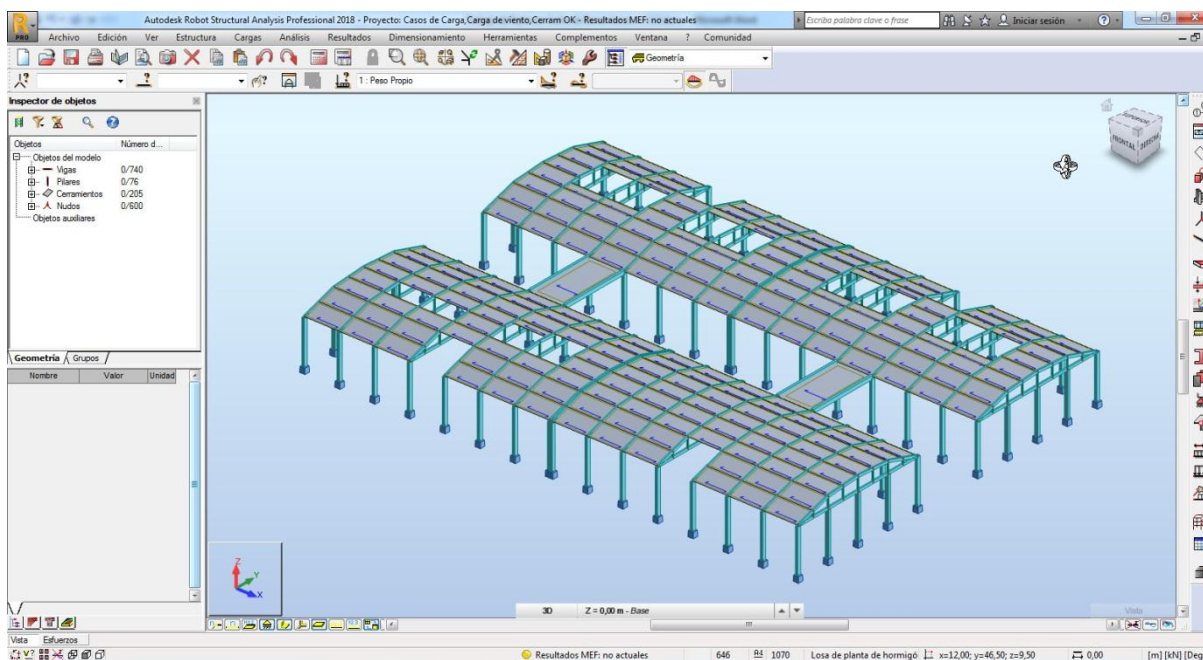 Autodesk Robot Structural Analysis Professional 2018 - Proyecto: Casos de Carga,Carga de viento,Cerram OK - Resultados MEF: no actuales
Escriba palabra clave o frase
Iniciar sesión
PRO
Archivo Edición Ver Estructura Cargas Análisis Resultados Dimensionamiento Herramientas Complementos Ventana ? Comunidad
Geometría
1 : Peso Propio
Inspector de objetos
Objetos Número d...
Objetos del modelo
Vigas 0/740
Pilares 0/76
Cerramientos 0/205
Nudos 0/600
Objetos auxiliares
SUPERIOR
FRONTAL
DERECHA
Geometría Grupos
Nombre Valor Unidad
Z
Y
X
3D Z = 0,00 m - Base
Vista
Vista Esfuerzos
Resultados MEF: no actuales 646 1070 Losa de planta de hormigó x=12,00; y=46,50; z=9,50 0,00 [m] [kN] [Deg